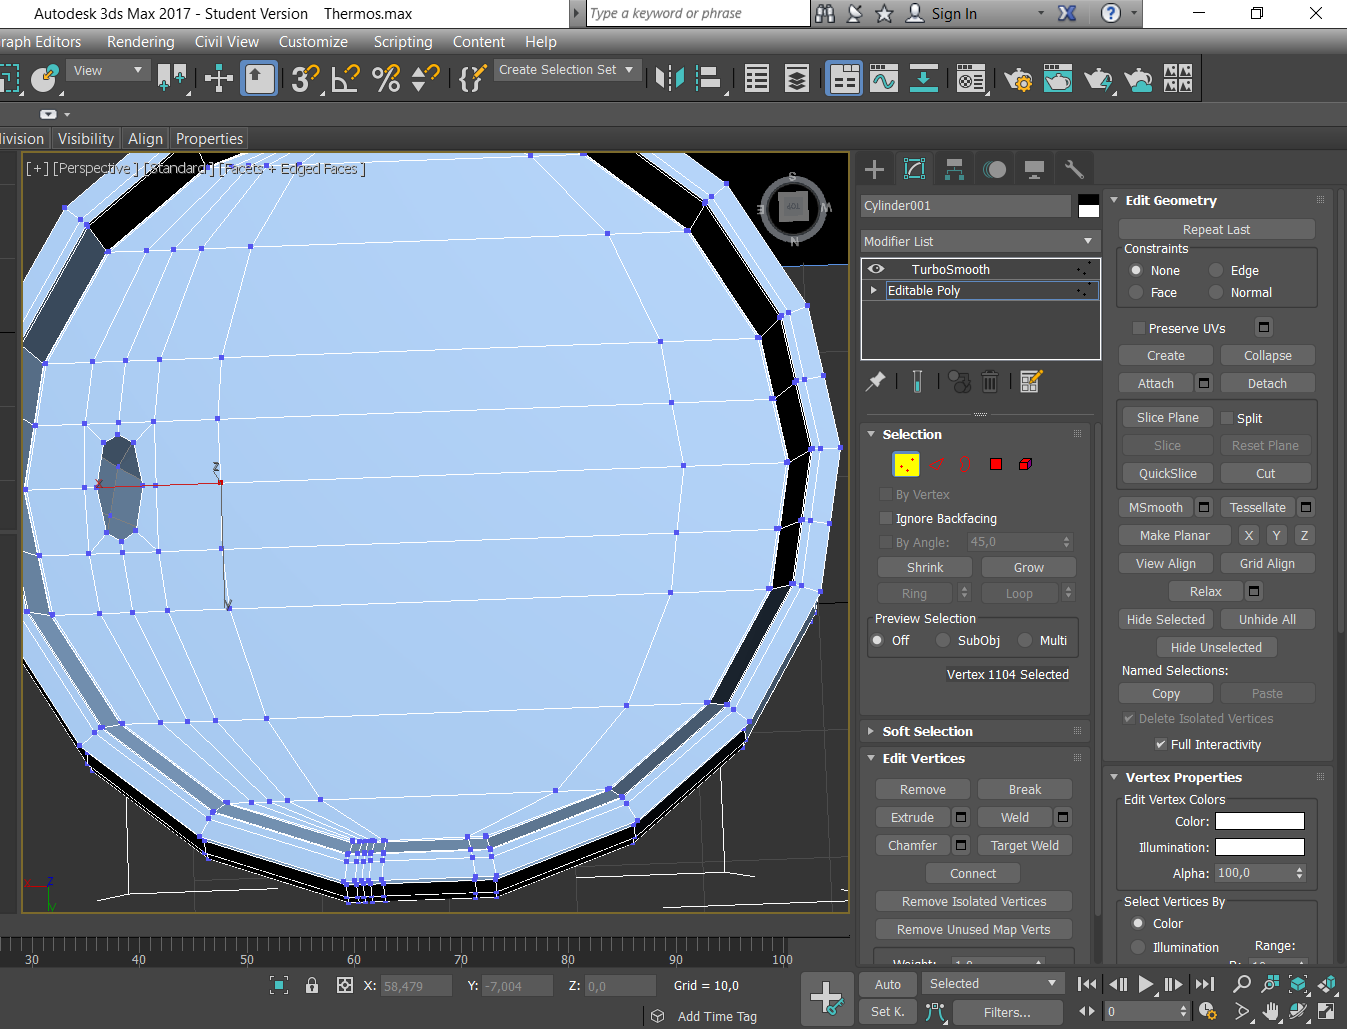 Autodesk 3ds Max 2017 - Student Version Thermos.max
Type a keyword or phrase
Sign In
raph Editors Rendering Civil View Customize Scripting Content Help
View
Create Selection Set
ivision Visibility Align Properties
[+] [Perspective] [Standard] [Facets + Edged Faces]
S
E TOP W
N
x
z
y
Cylinder001
Modifier List
TurboSmooth
Editable Poly
Selection
By Vertex
Ignore Backfacing
By Angle: 45,0
Shrink Grow
Ring Loop
Preview Selection
Off SubObj Multi
Vertex 1104 Selected
Soft Selection
Edit Vertices
Remove Break
Extrude Weld
Chamfer Target Weld
Connect
Remove Isolated Vertices
Remove Unused Map Verts
Weight: 1,0
Edit Geometry
Repeat Last
Constraints
None Edge
Face Normal
Preserve UVs
Create Collapse
Attach Detach
Slice Plane Split
Slice Reset Plane
QuickSlice Cut
MSmooth Tessellate
Make Planar X Y Z
View Align Grid Align
Relax
Hide Selected Unhide All
Hide Unselected
Named Selections:
Copy Paste
Delete Isolated Vertices
Full Interactivity
Vertex Properties
Edit Vertex Colors
Color:
Illumination:
Alpha: 100,0
Select Vertices By
Color
Illumination Range:
30 40 50 60 70 80 90 100
X: 58,479 Y: -7,004 Z: 0,0 Grid = 10,0
Add Time Tag
Auto Selected
Set K. Filters... 0